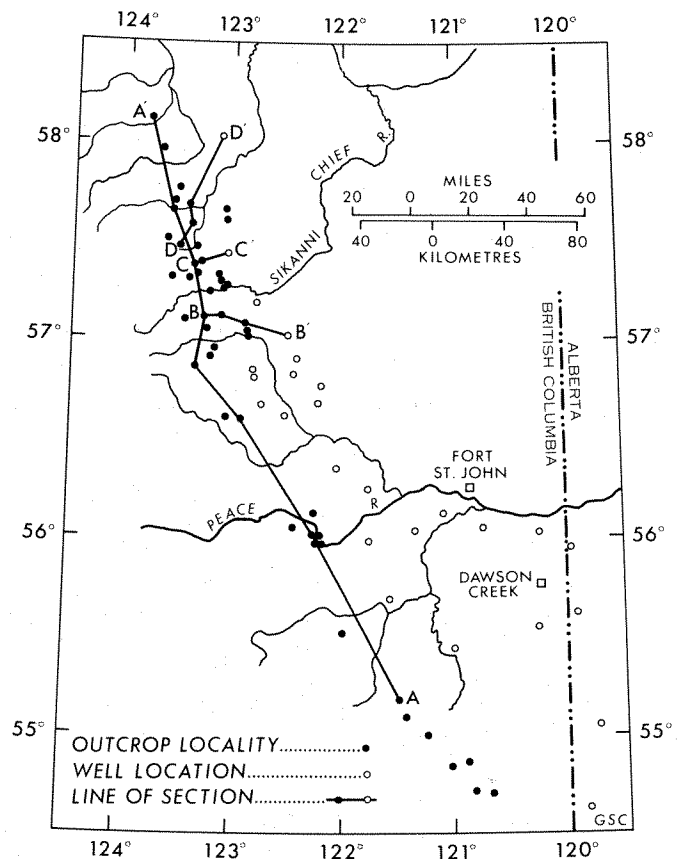 124° 123° 122° 121° 120°
A´
58° 58°
D´
CHIEF R.
MILES
20 0 20 40 60
40 0 40 80
KILOMETRES
D
C´
C
SIKANNI
B
B´
57° 57°
ALBERTA
BRITISH COLUMBIA
FORT
ST. JOHN
PEACE R
56° 56°
DAWSON
CREEK
A
55° 55°
OUTCROP LOCALITY
WELL LOCATION
LINE OF SECTION
GSC
124° 123° 122° 121° 120°